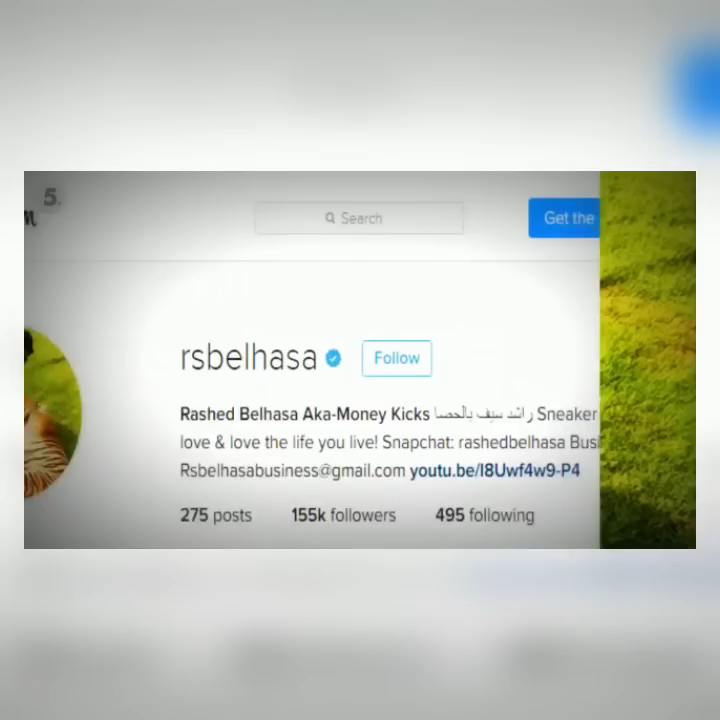 5.
m
Search
Get the
rsbelhasa
Follow
Rashed Belhasa Aka-Money Kicks راشد سيف بالحصا Sneaker
love & love the life you live! Snapchat: rashedbelhasa Busi
Rsbelhasabusiness@gmail.com youtu.be/I8Uwf4w9-P4
275 posts 155k followers 495 following